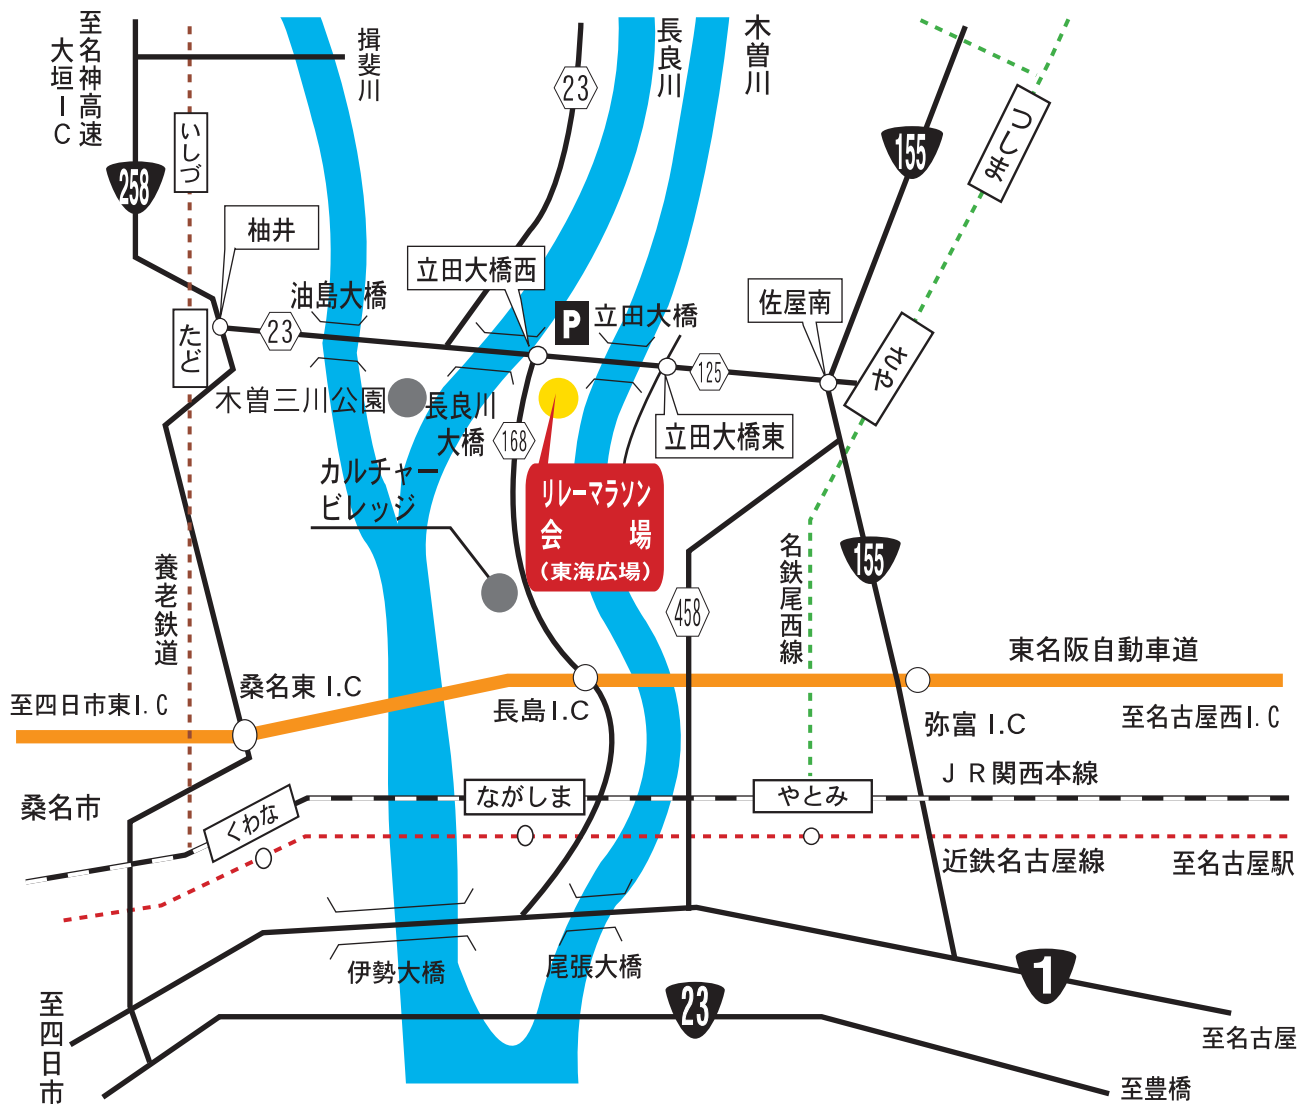 至名神高速
大垣IC
揖斐川
長良川
木曽川
23
155
つしま
いしづ
258
柚井
立田大橋西
油島大橋
P
立田大橋
佐屋南
たど
23
125
さや
木曽三川公園
長良川
大橋
168
立田大橋東
カルチャー
ビレッジ
リレーマラソン
会場
(東海広場)
名鉄尾西線
155
養老鉄道
458
東名阪自動車道
桑名東 I.C
至四日市東I.C
長島I.C
弥富 I.C
至名古屋西I.C
JR関西本線
ながしま
やとみ
桑名市
くわな
近鉄名古屋線
至名古屋駅
伊勢大橋
尾張大橋
1
23
至四日市
至名古屋
至豊橋